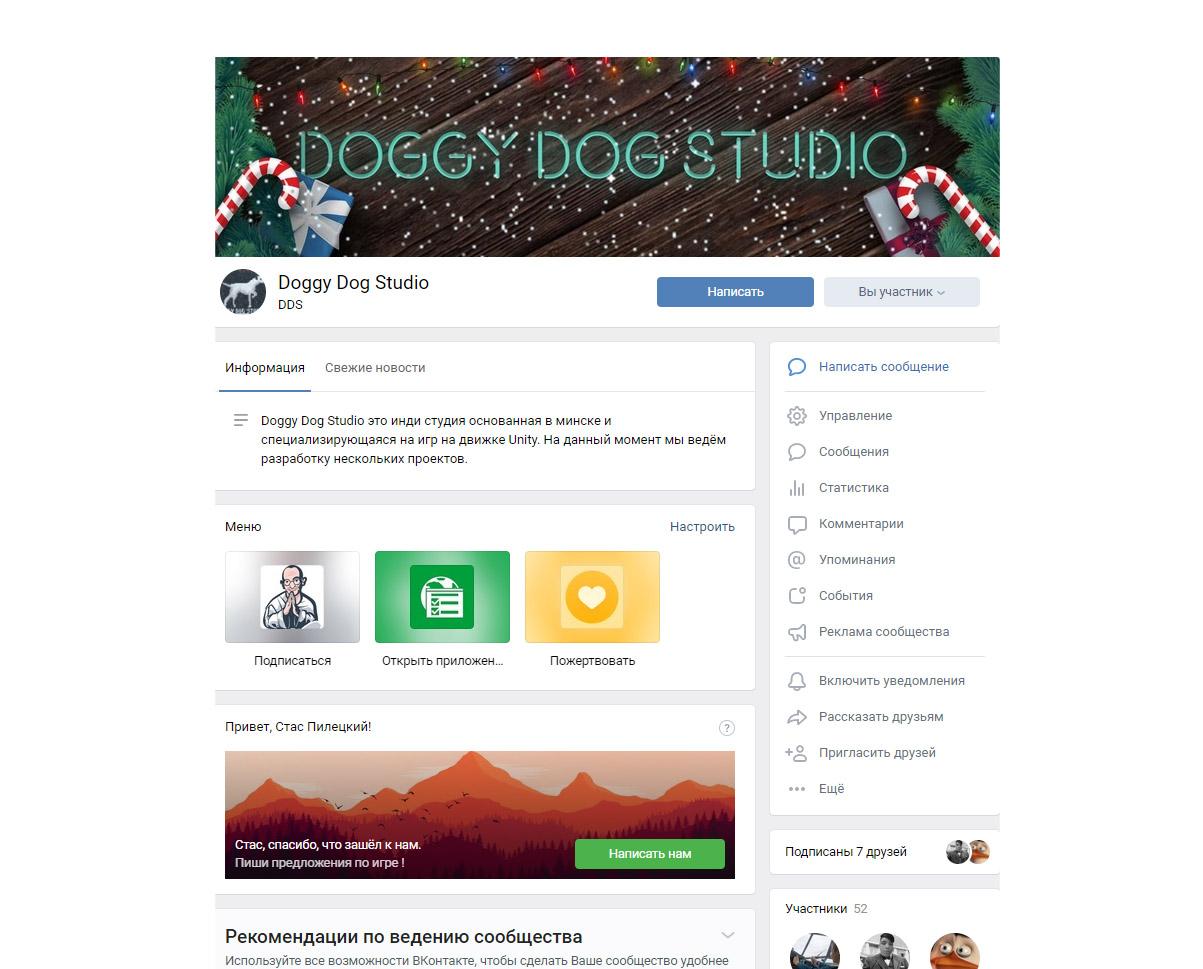 DOGGY DOG STUDIO
Doggy Dog Studio
DDS
Написать
Вы участник
Информация
Свежие новости
Doggy Dog Studio это инди студия основанная в минске и
специализирующаяся на игр на движке Unity. На данный момент мы ведём
разработку нескольких проектов.
Меню
Настроить
Подписаться
Открыть приложен...
Пожертвовать
Привет, Стас Пилецкий!
?
Стас, спасибо, что зашёл к нам.
Пиши предложения по игре !
Написать нам
Рекомендации по ведению сообщества
Используйте все возможности ВКонтакте, чтобы сделать Ваше сообщество удобнее
Написать сообщение
Управление
Сообщения
Статистика
Комментарии
Упоминания
События
Реклама сообщества
Включить уведомления
Рассказать друзьям
Пригласить друзей
Ещё
Подписаны 7 друзей
Участники 52